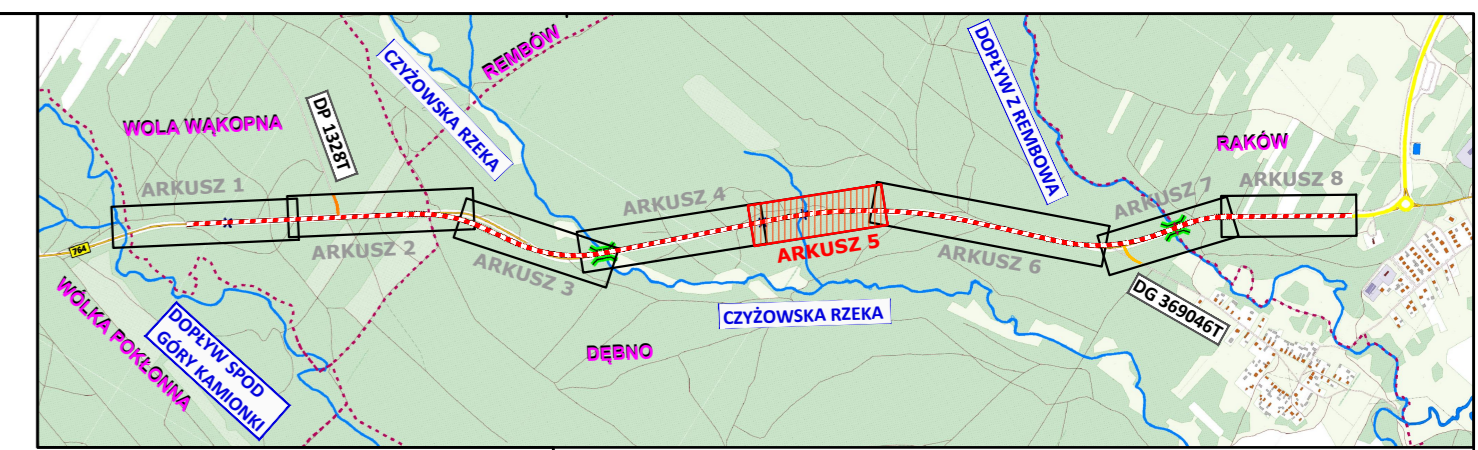 REMBÓW
CZYŻOWSKA RZEKA
DOPŁYW Z REMBOWA
WOLA WĄKOPNA
DP 1328T
RAKÓW
ARKUSZ 1
ARKUSZ 2
ARKUSZ 3
ARKUSZ 4
ARKUSZ 5
ARKUSZ 6
ARKUSZ 7
ARKUSZ 8
764
WÓLKA POKŁONNA
DOPŁYW SPOD
GÓRY KAMIONKI
CZYŻOWSKA RZEKA
DĘBNO
DG 369046T